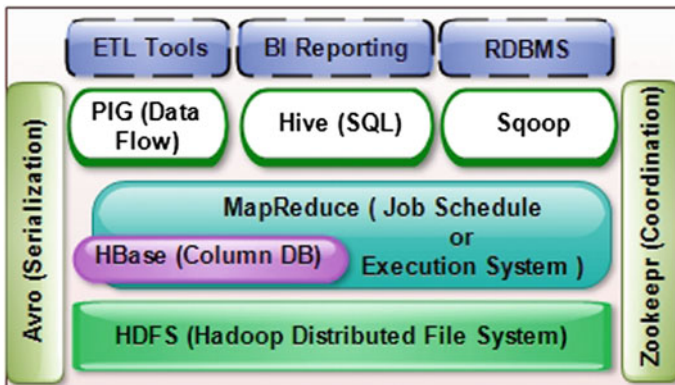 ETL Tools
BI Reporting
RDBMS
PIG (Data
Flow)
Hive (SQL)
Sqoop
Avro (Serialization)
MapReduce ( Job Schedule
or
Execution System )
HBase (Column DB)
HDFS (Hadoop Distributed File System)
Zookeepr (Coordination)